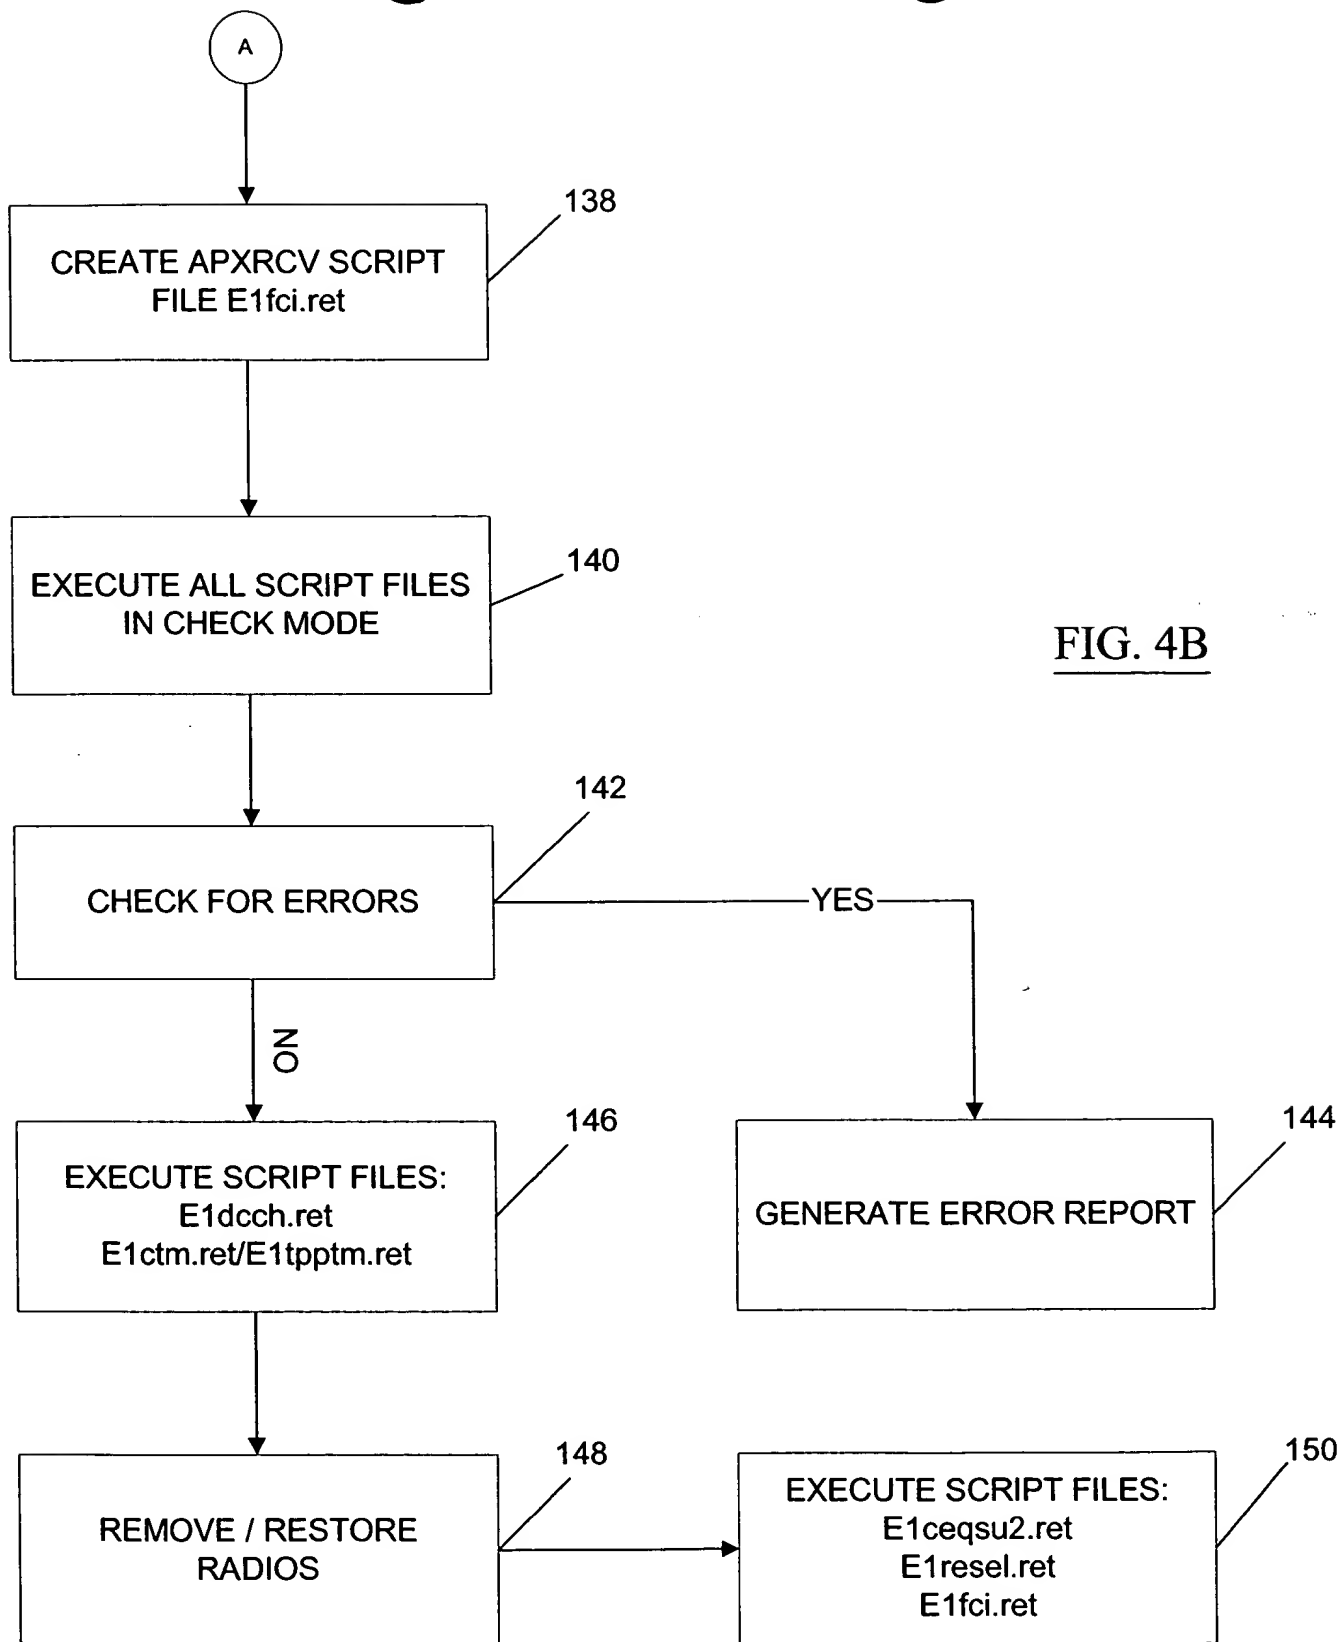 A
138
CREATE APXRCV SCRIPT
FILE E1fci.ret
140
EXECUTE ALL SCRIPT FILES
IN CHECK MODE
FIG. 4B
142
CHECK FOR ERRORS
YES
NO
146
EXECUTE SCRIPT FILES:
E1dcch.ret
E1ctm.ret/E1tpptm.ret
144
GENERATE ERROR REPORT
148
REMOVE / RESTORE
RADIOS
150
EXECUTE SCRIPT FILES:
E1ceqsu2.ret
E1resel.ret
E1fci.ret